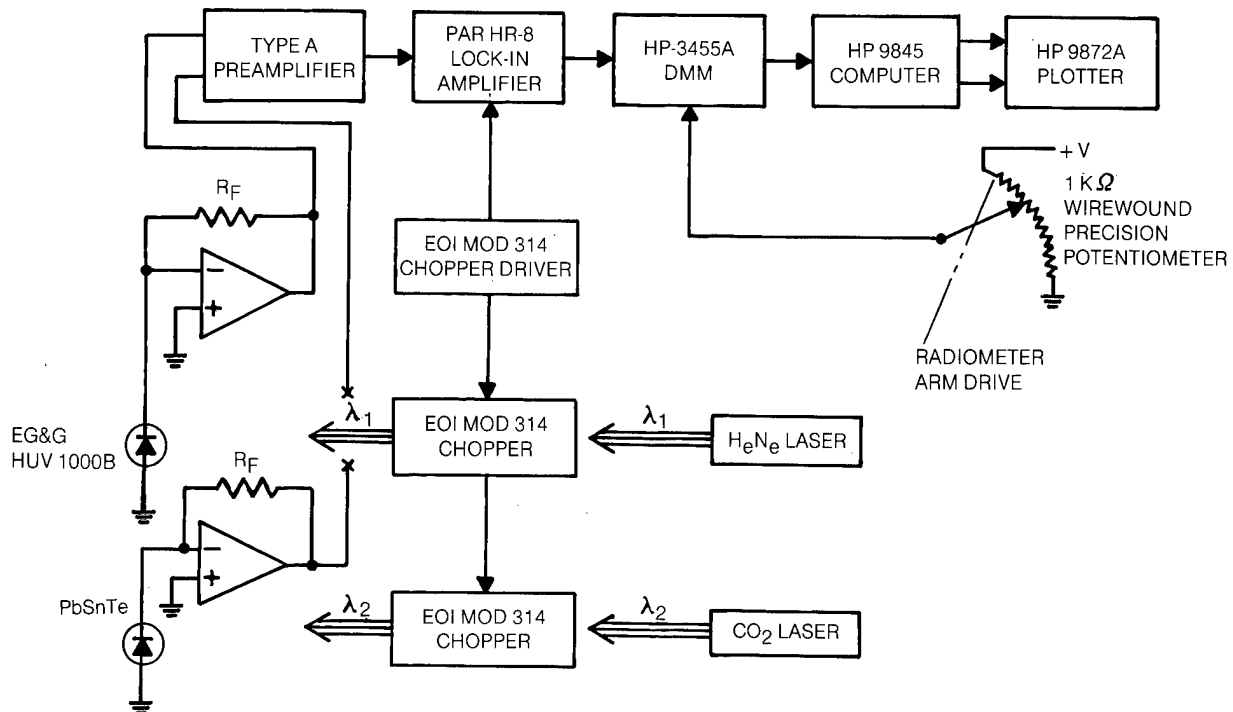 TYPE A
PREAMPLIFIER
PAR HR-8
LOCK-IN
AMPLIFIER
HP-3455A
DMM
HP 9845
COMPUTER
HP 9872A
PLOTTER
+ V
1 KΩ
WIREWOUND
PRECISION
POTENTIOMETER
RADIOMETER
ARM DRIVE
RF
EOI MOD 314
CHOPPER DRIVER
-
+
EG&G
HUV 1000B
λ1
EOI MOD 314
CHOPPER
λ1
HeNe LASER
RF
-
+
PbSnTe
λ2
EOI MOD 314
CHOPPER
λ2
CO2 LASER